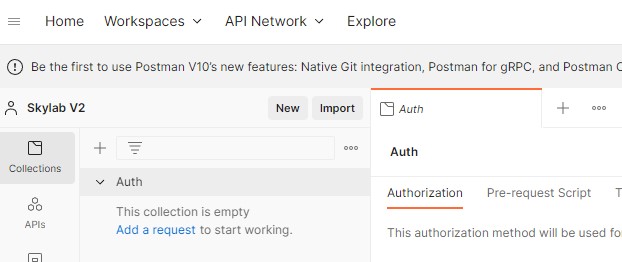 Home Workspaces API Network Explore
Be the first to use Postman V10's new features: Native Git integration, Postman for gRPC, and Postman
Skylab V2 New Import
Auth
Collections
Auth
Auth
Authorization Pre-request Script
This collection is empty
Add a request to start working.
APIs
This authorization method will be used